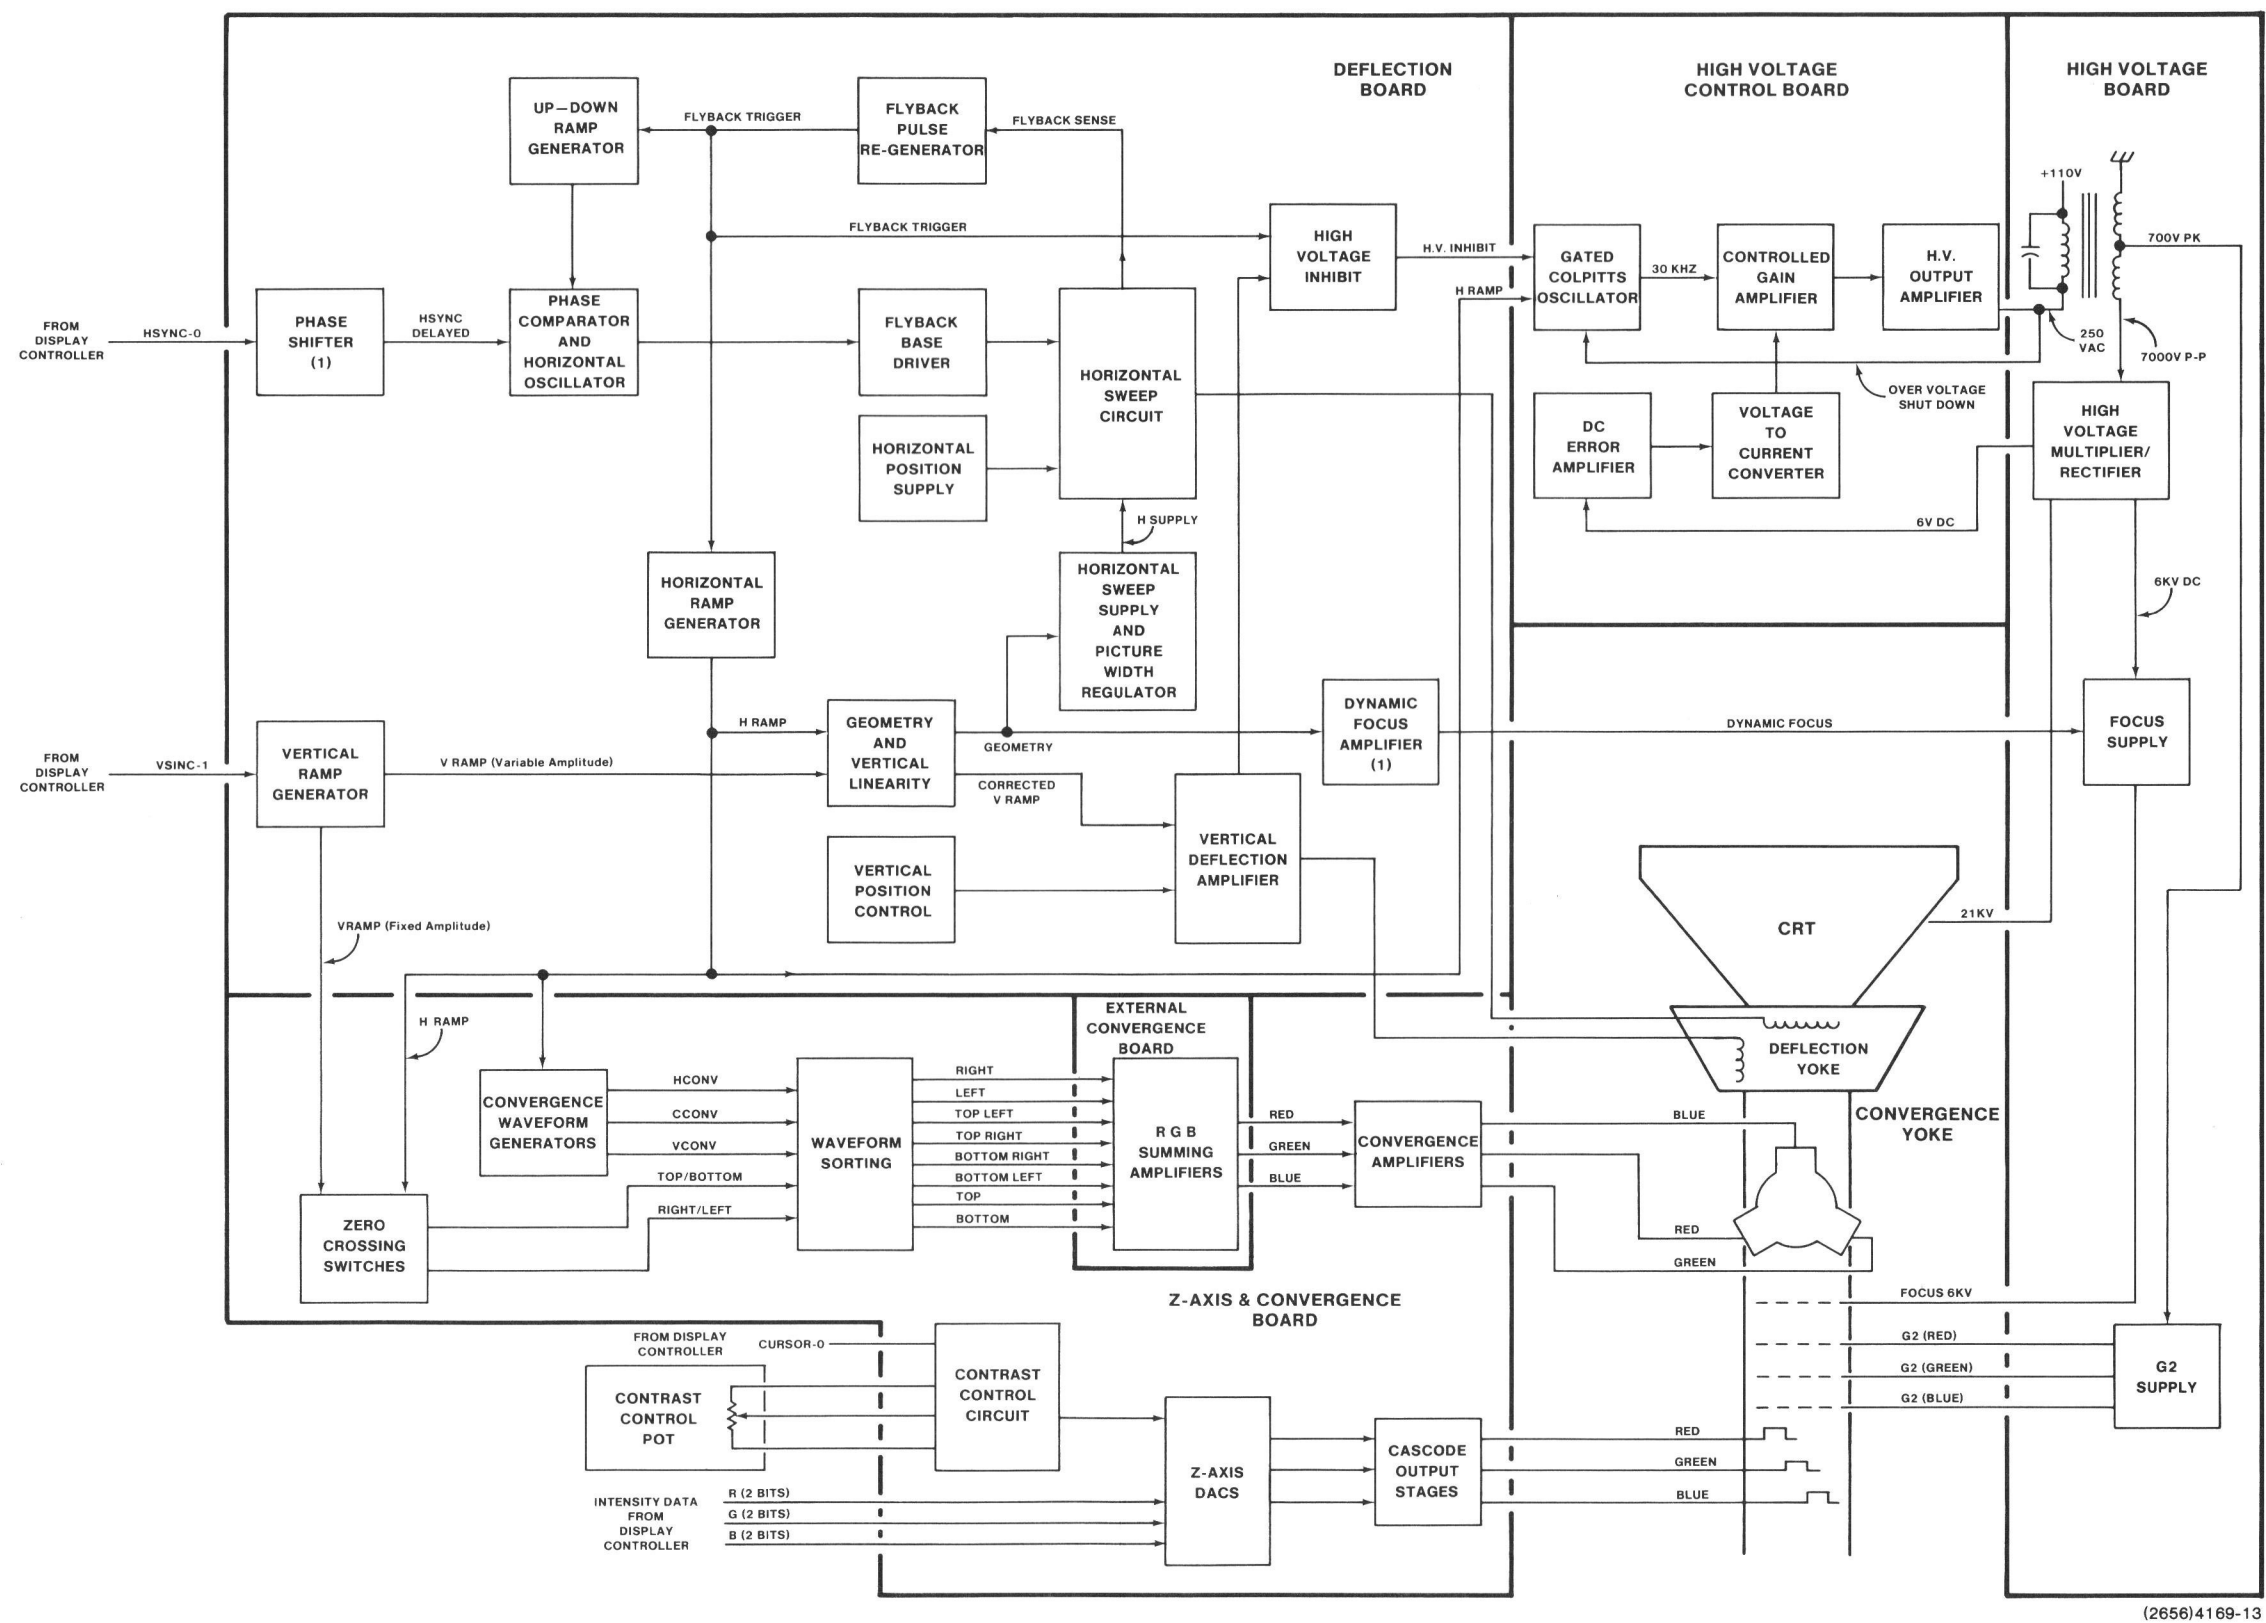 DEFLECTION
BOARD
HIGH VOLTAGE
CONTROL BOARD
HIGH VOLTAGE
BOARD
UP—DOWN
RAMP
GENERATOR
FLYBACK TRIGGER
FLYBACK
PULSE
RE-GENERATOR
FLYBACK SENSE
+110V
700V PK
FLYBACK TRIGGER
HIGH
VOLTAGE
INHIBIT
H.V. INHIBIT
H RAMP
GATED
COLPITTS
OSCILLATOR
30 KHZ
CONTROLLED
GAIN
AMPLIFIER
H.V.
OUTPUT
AMPLIFIER
250
VAC
7000V P-P
OVER VOLTAGE
SHUT DOWN
FROM
DISPLAY
CONTROLLER
HSYNC-0
PHASE
SHIFTER
(1)
HSYNC
DELAYED
PHASE
COMPARATOR
AND
HORIZONTAL
OSCILLATOR
FLYBACK
BASE
DRIVER
HORIZONTAL
SWEEP
CIRCUIT
HORIZONTAL
POSITION
SUPPLY
DC
ERROR
AMPLIFIER
VOLTAGE
TO
CURRENT
CONVERTER
HIGH
VOLTAGE
MULTIPLIER/
RECTIFIER
6V DC
H SUPPLY
HORIZONTAL
RAMP
GENERATOR
HORIZONTAL
SWEEP
SUPPLY
AND
PICTURE
WIDTH
REGULATOR
6KV DC
FROM
DISPLAY
CONTROLLER
VSINC-1
VERTICAL
RAMP
GENERATOR
V RAMP (Variable Amplitude)
H RAMP
GEOMETRY
AND
VERTICAL
LINEARITY
GEOMETRY
CORRECTED
V RAMP
DYNAMIC
FOCUS
AMPLIFIER
(1)
DYNAMIC FOCUS
FOCUS
SUPPLY
VERTICAL
POSITION
CONTROL
VERTICAL
DEFLECTION
AMPLIFIER
VRAMP (Fixed Amplitude)
CRT
21KV
H RAMP
EXTERNAL
CONVERGENCE
BOARD
DEFLECTION
YOKE
CONVERGENCE
WAVEFORM
GENERATORS
HCONV
CCONV
VCONV
TOP/BOTTOM
RIGHT/LEFT
WAVEFORM
SORTING
RIGHT
LEFT
TOP LEFT
TOP RIGHT
BOTTOM RIGHT
BOTTOM LEFT
TOP
BOTTOM
R G B
SUMMING
AMPLIFIERS
RED
GREEN
BLUE
CONVERGENCE
AMPLIFIERS
BLUE
RED
GREEN
CONVERGENCE
YOKE
ZERO
CROSSING
SWITCHES
Z-AXIS & CONVERGENCE
BOARD
FOCUS 6KV
G2 (RED)
G2 (GREEN)
G2 (BLUE)
G2
SUPPLY
FROM DISPLAY
CONTROLLER
CURSOR-0
CONTRAST
CONTROL
POT
CONTRAST
CONTROL
CIRCUIT
INTENSITY DATA
FROM
DISPLAY
CONTROLLER
R (2 BITS)
G (2 BITS)
B (2 BITS)
Z-AXIS
DACS
CASCODE
OUTPUT
STAGES
RED
GREEN
BLUE
(2656)4169-13